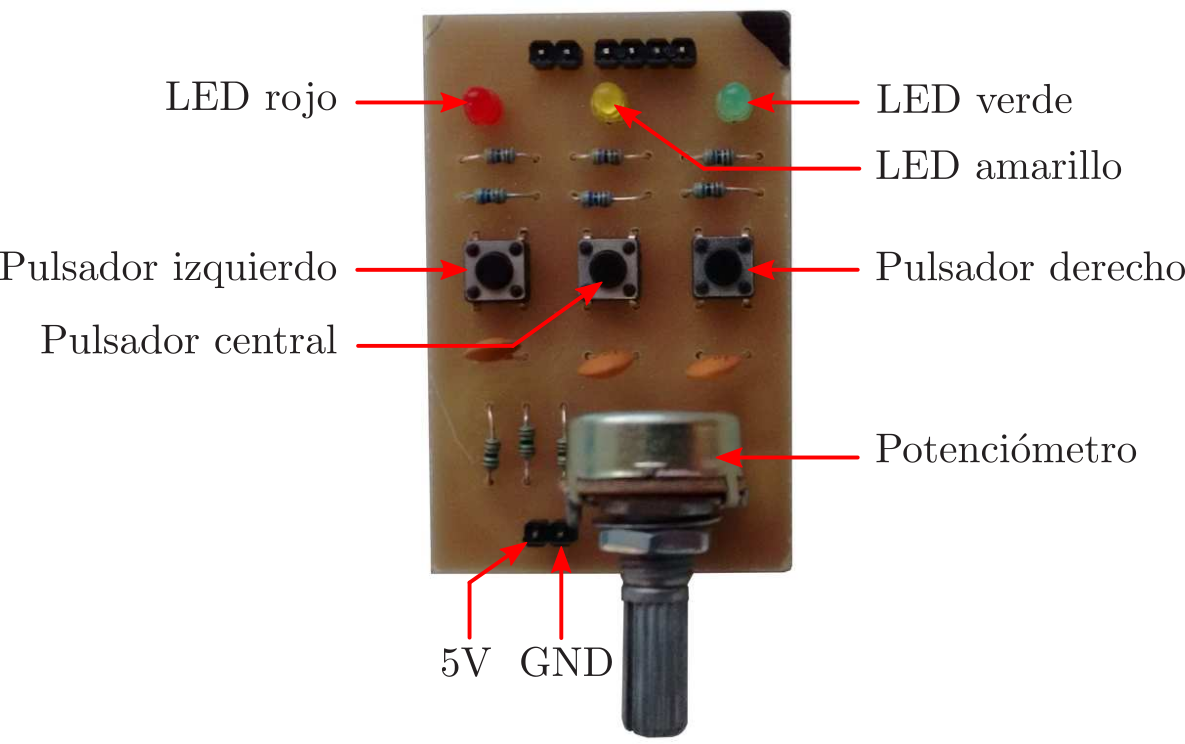 LED rojo
LED verde
LED amarillo
Pulsador izquierdo
Pulsador derecho
Pulsador central
Potenciómetro
5V GND